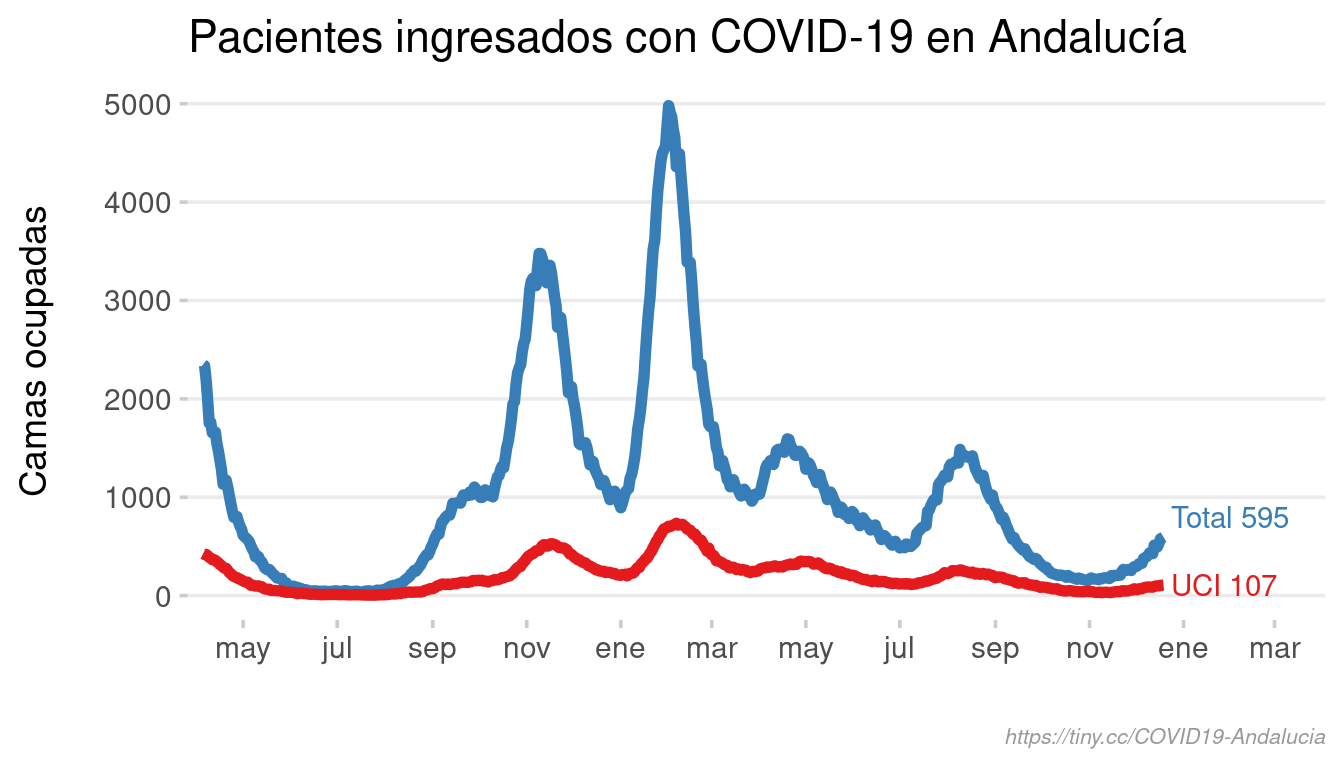 Pacientes ingresados con COVID-19 en Andalucía
Camas ocupadas
5000
4000
3000
2000
1000
0
Total 595
UCI 107
may jul sep nov ene mar may jul sep nov ene mar
https://tiny.cc/COVID19-Andalucia